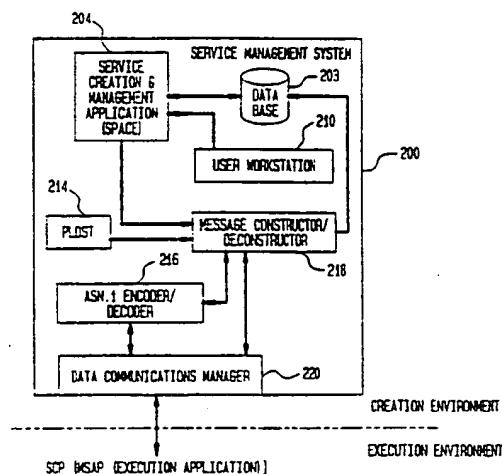 204
SERVICE MANAGEMENT SYSTEM
SERVICE
CREATION &
MANAGEMENT
APPLICATION
(SPACE)
203
DATA
BASE
210
USER WORKSTATION
200
214
PLDST
MESSAGE CONSTRUCTOR/
DECONSTRUCTOR
218
216
ASN.1 ENCODER/
DECODER
DATA COMMUNICATIONS MANAGER
220
CREATION ENVIRONMENT
EXECUTION ENVIRONMENT
SCP [MSAP (EXECUTION APPLICATION)]